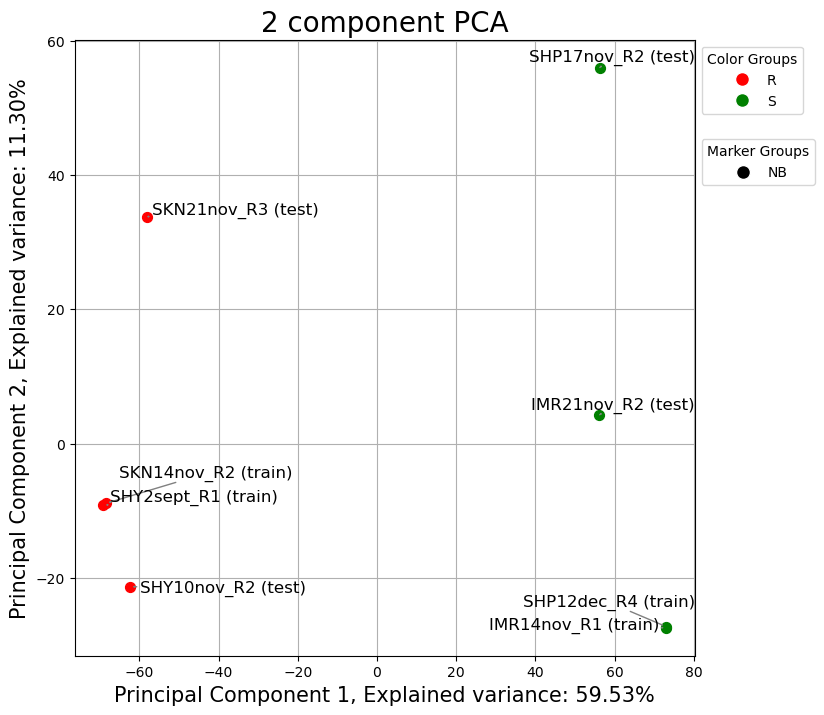 2 component PCA
Principal Component 2, Explained variance: 11.30%
60
40
20
0
−20
SHP17nov_R2 (test)
SKN21nov_R3 (test)
IMR21nov_R2 (test)
SKN14nov_R2 (train)
SHY2sept_R1 (train)
SHY10nov_R2 (test)
SHP12dec_R4 (train)
IMR14nov_R1 (train)
−60
−40
−20
0
20
40
60
80
Principal Component 1, Explained variance: 59.53%
Color Groups
R
S
Marker Groups
NB